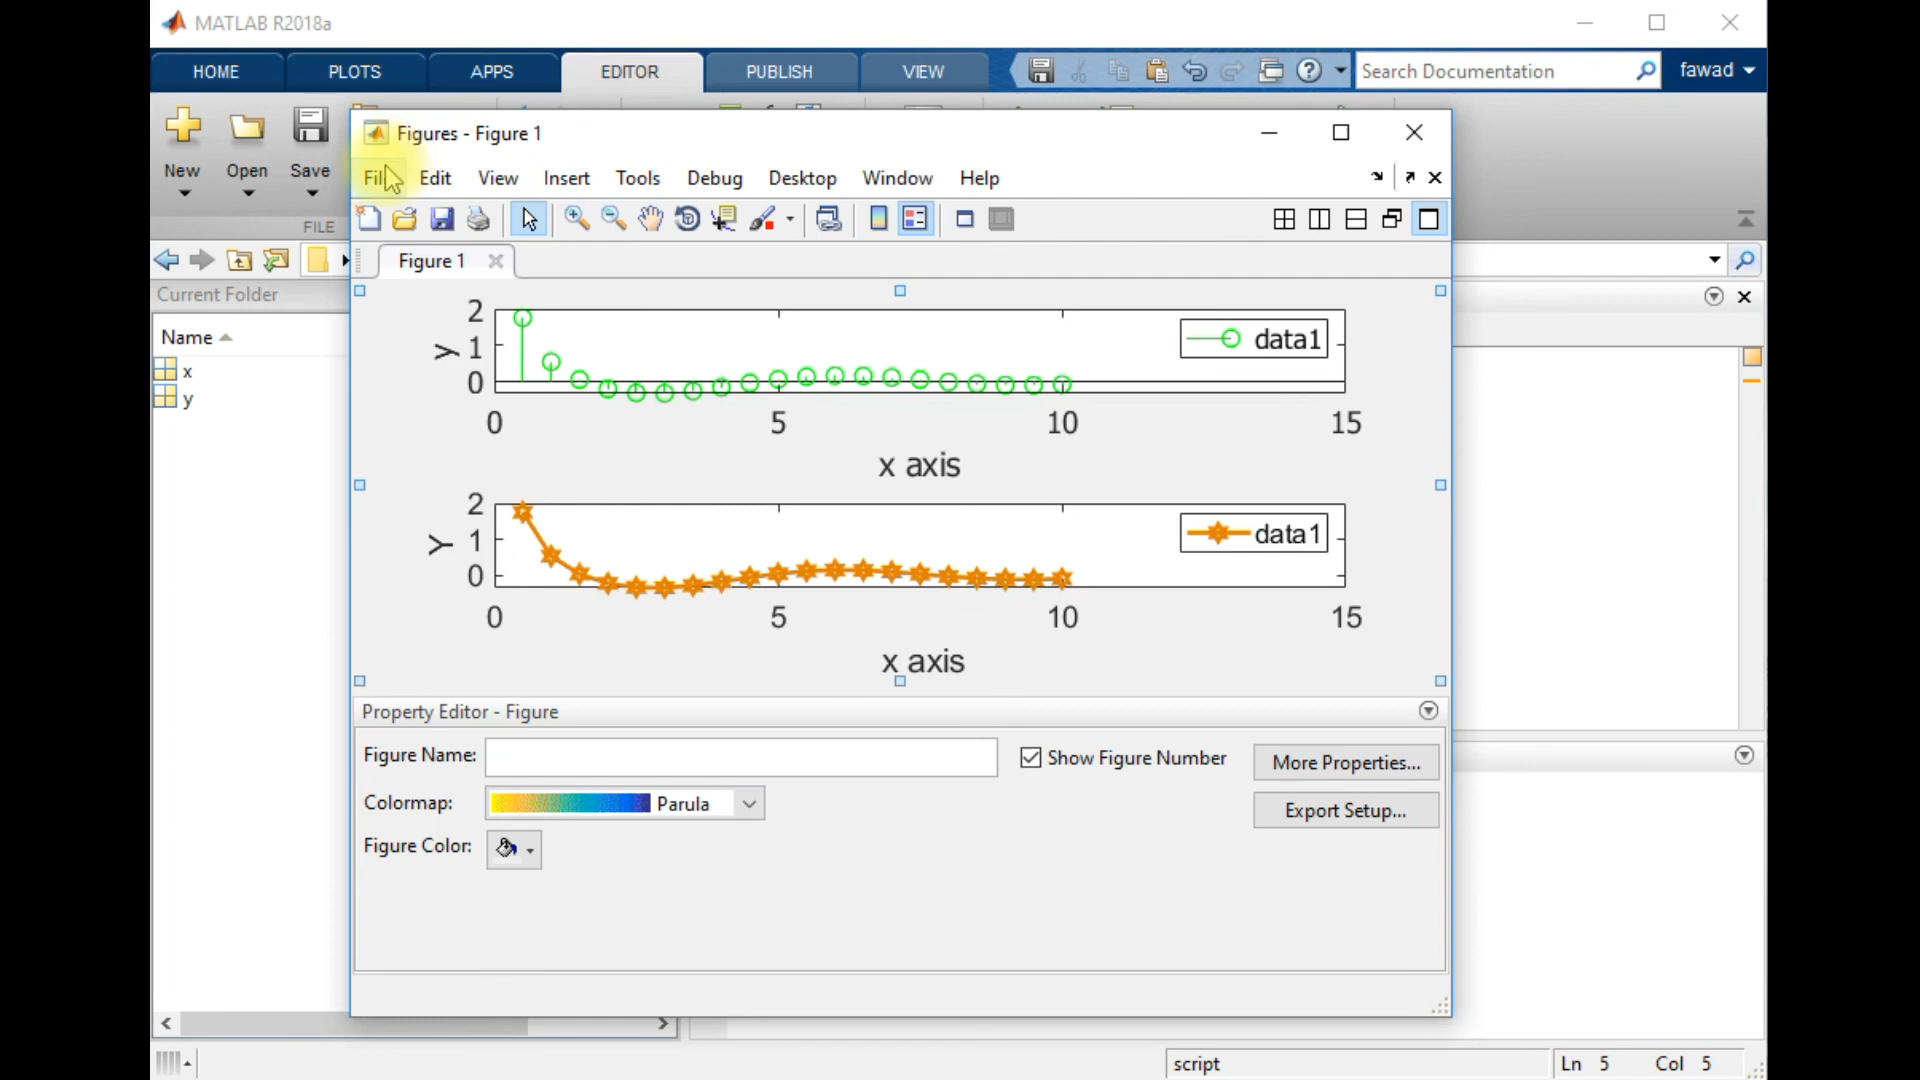 MATLAB R2018a
HOME PLOTS APPS EDITOR PUBLISH VIEW Search Documentation fawad
New Open Save
FILE
Figures - Figure 1
File Edit View Insert Tools Debug Desktop Window Help
Figure 1
Current Folder
Name
x
y
2
1
0
y
data1
0 5 10 15
x axis
2
1
0
Y
data1
0 5 10 15
x axis
Property Editor - Figure
Figure Name: Show Figure Number More Properties...
Colormap: Parula Export Setup...
Figure Color:
script Ln 5 Col 5